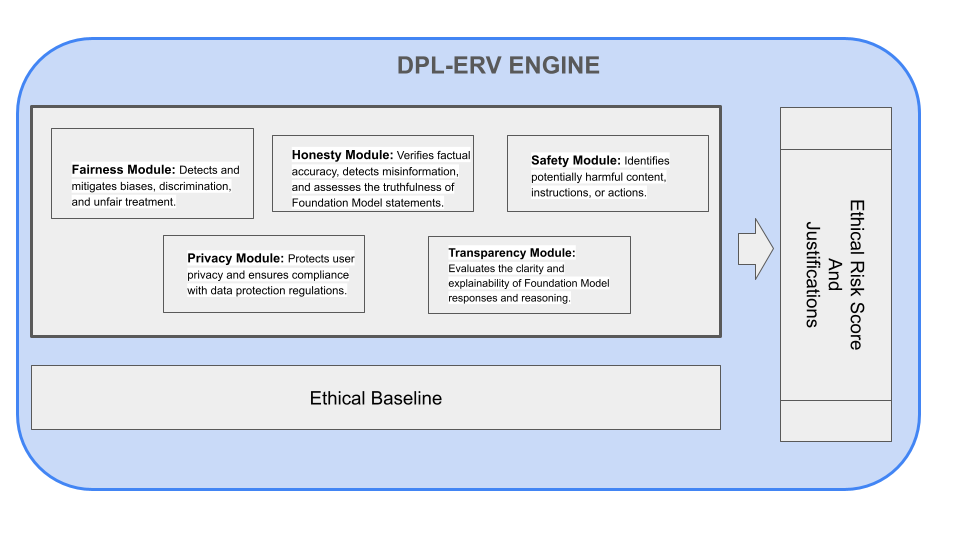 DPL-ERV ENGINE
Fairness Module: Detects and
mitigates biases, discrimination,
and unfair treatment.
Honesty Module: Verifies factual
accuracy, detects misinformation,
and assesses the truthfulness of
Foundation Model statements.
Safety Module: Identifies
potentially harmful content,
instructions, or actions.
Privacy Module: Protects user
privacy and ensures compliance
with data protection regulations.
Transparency Module:
Evaluates the clarity and
explainability of Foundation Model
responses and reasoning.
Ethical Baseline
Ethical Risk Score
And
Justifications